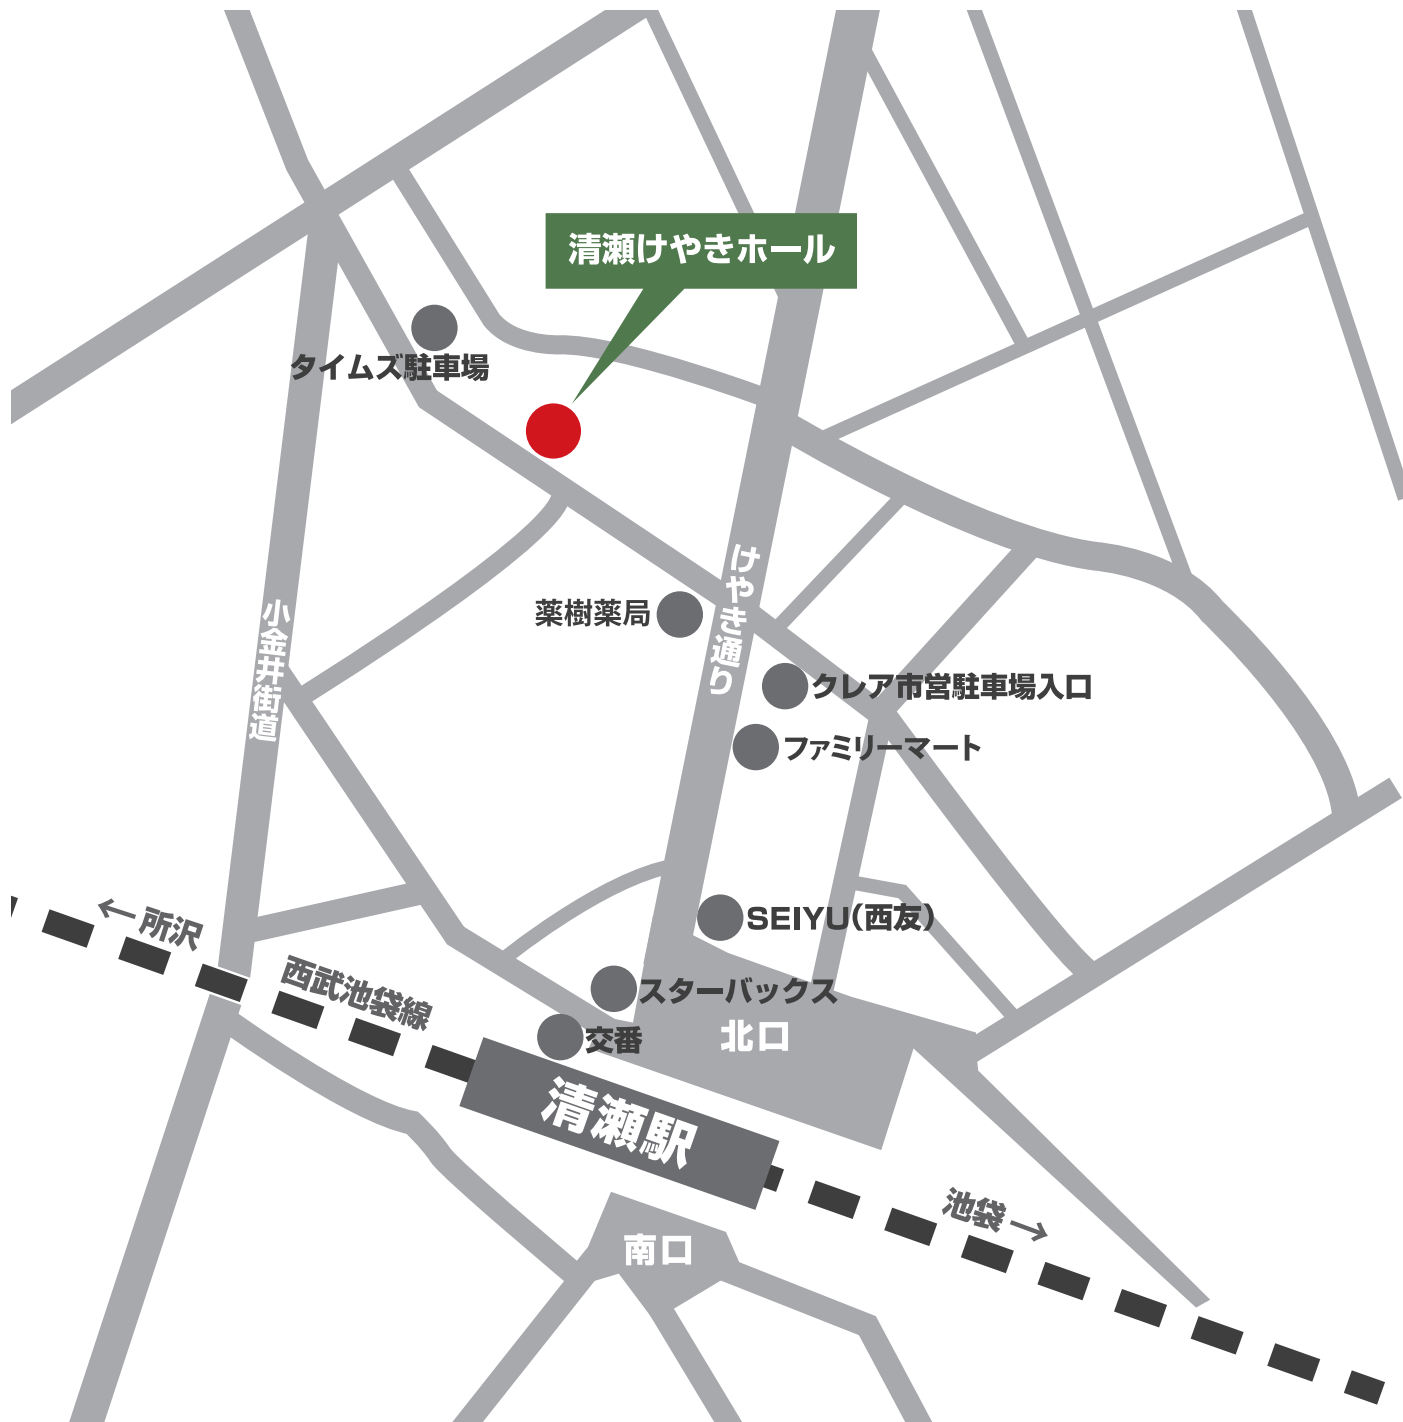 清瀬けやきホール
タイムズ駐車場
けやき通り
薬樹薬局
小金井街道
クレア市営駐車場入口
ファミリーマート
SEIYU(西友)
←所沢
西武池袋線
スターバックス
北口
交番
清瀬駅
池袋→
南口